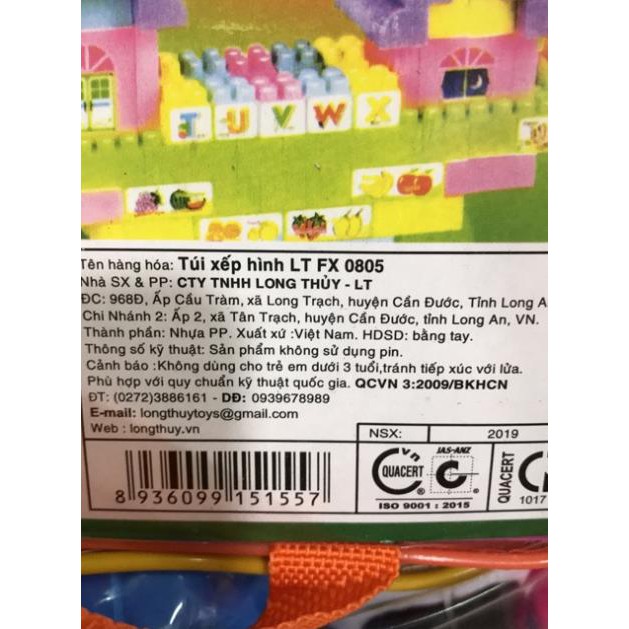 T U V W X
Tên hàng hóa: Túi xếp hình LT FX 0805
Nhà SX & PP: CTY TNHH LONG THỦY - LT
ĐC: 968Đ, Ấp Cầu Tràm, xã Long Trạch, huyện Cần Đước, Tỉnh Long A
Chi Nhánh 2: Ấp 2, xã Tân Trạch, huyện Cần Đước, tỉnh Long An, VN.
Thành phần: Nhựa PP. Xuất xứ :Việt Nam. HDSD: bằng tay.
Thông số kỹ thuật: Sản phẩm không sử dụng pin.
Cảnh báo :Không dùng cho trẻ em dưới 3 tuổi,tránh tiếp xúc với lửa.
Phù hợp với quy chuẩn kỹ thuật quốc gia. QCVN 3:2009/BKHCN
ĐT: (0272)3886161 - DĐ: 0939678989
E-mail: longthuytoys@gmail.com
Web : longthuy.vn
NSX: 2019
8 936099 151557
vn QUACERT ®
JAS-ANZ ®
ISO 9001 : 2015
QUACERT
1017